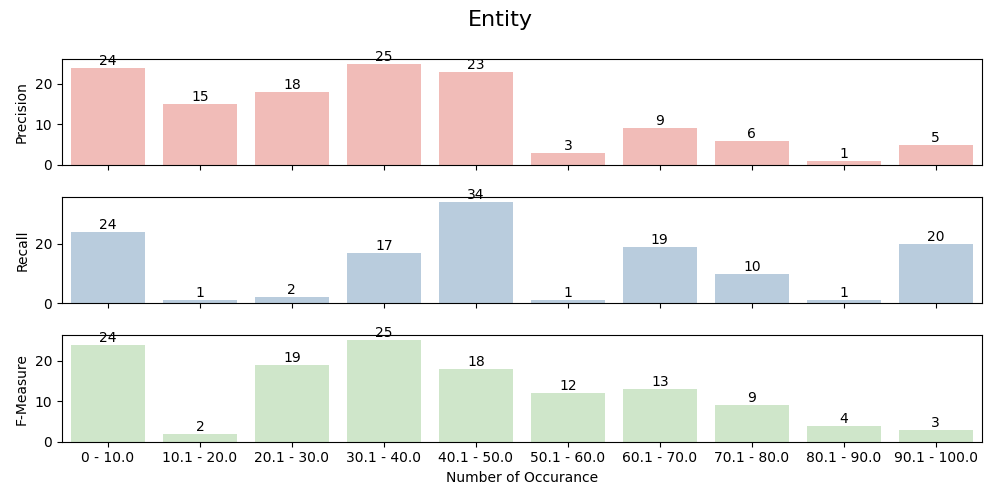 Entity
Precision
20
10
0
24
15
18
25
23
3
9
6
1
5
Recall
20
0
24
1
2
17
34
1
19
10
1
20
F-Measure
20
10
0
24
2
19
25
18
12
13
9
4
3
0 - 10.0
10.1 - 20.0
20.1 - 30.0
30.1 - 40.0
40.1 - 50.0
50.1 - 60.0
60.1 - 70.0
70.1 - 80.0
80.1 - 90.0
90.1 - 100.0
Number of Occurance